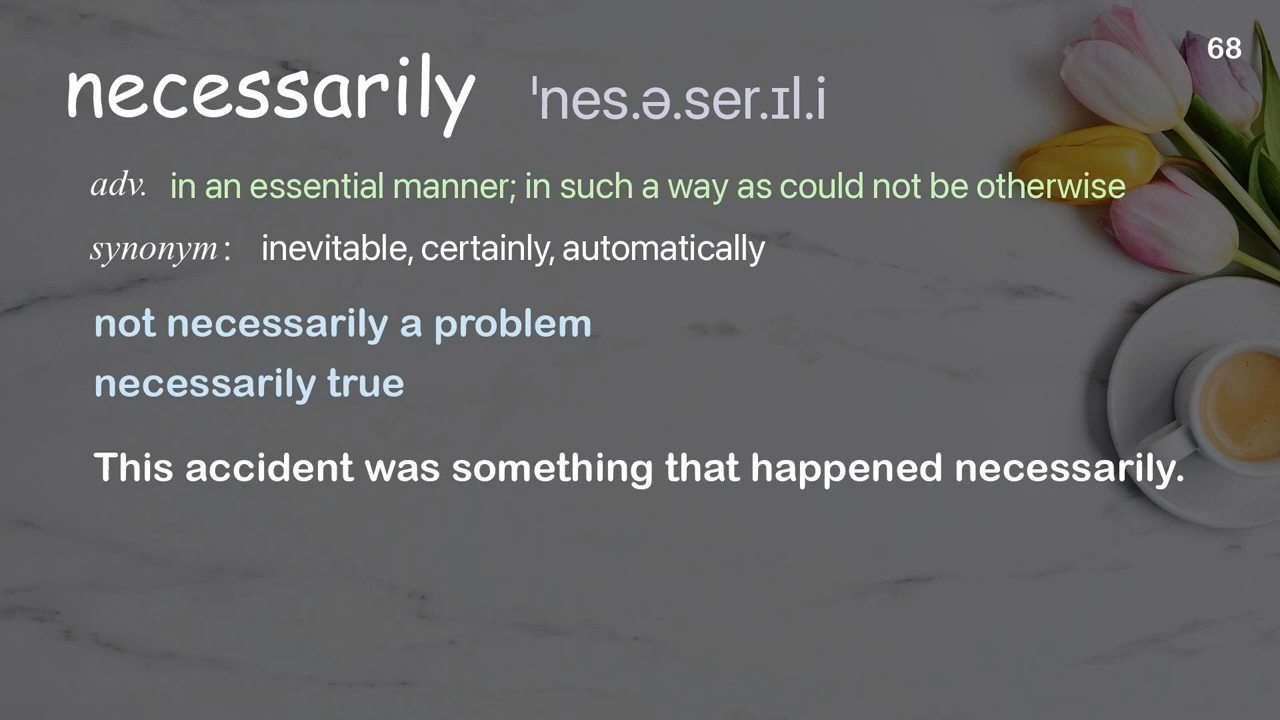 68
necessarily ˈnes.ə.ser.ɪl.i
adv. in an essential manner; in such a way as could not be otherwise
synonym: inevitable, certainly, automatically
not necessarily a problem
necessarily true
This accident was something that happened necessarily.